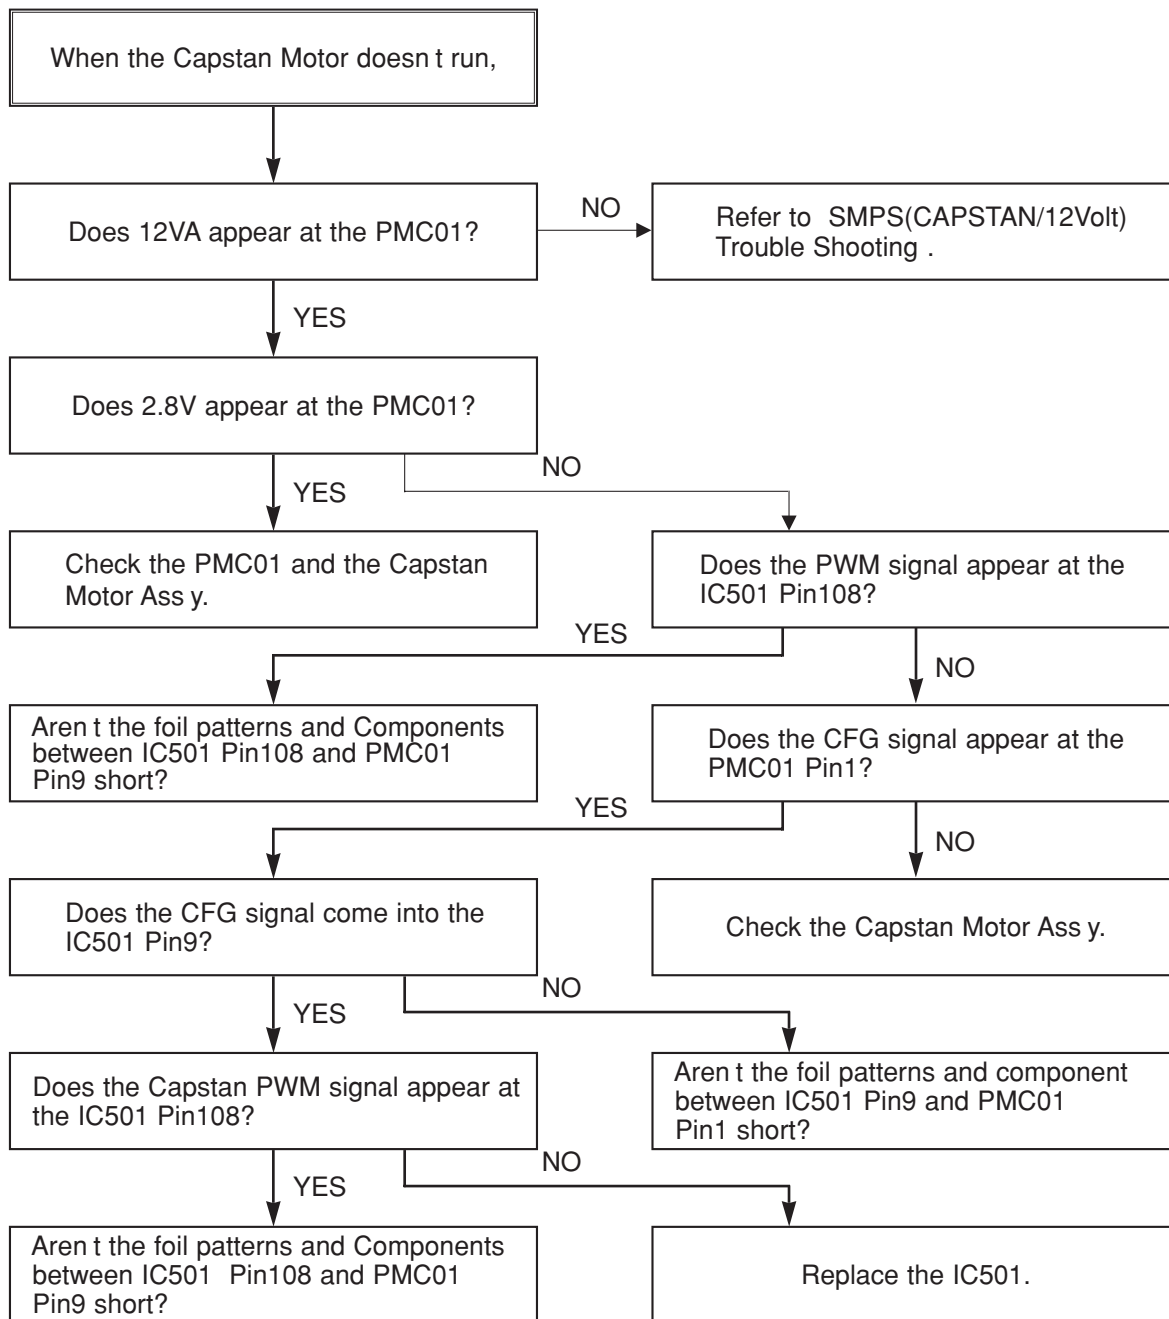 When the Capstan Motor doesn t run,
Does 12VA appear at the PMC01?
NO
Refer to SMPS(CAPSTAN/12Volt)
Trouble Shooting .
YES
Does 2.8V appear at the PMC01?
NO
YES
Check the PMC01 and the Capstan
Motor Ass y.
Does the PWM signal appear at the
IC501 Pin108?
YES
NO
Aren t the foil patterns and Components
between IC501 Pin108 and PMC01
Pin9 short?
Does the CFG signal appear at the
PMC01 Pin1?
YES
NO
Does the CFG signal come into the
IC501 Pin9?
Check the Capstan Motor Ass y.
NO
YES
Does the Capstan PWM signal appear at
the IC501 Pin108?
Aren t the foil patterns and component
between IC501 Pin9 and PMC01
Pin1 short?
NO
YES
Aren t the foil patterns and Components
between IC501 Pin108 and PMC01
Pin9 short?
Replace the IC501.